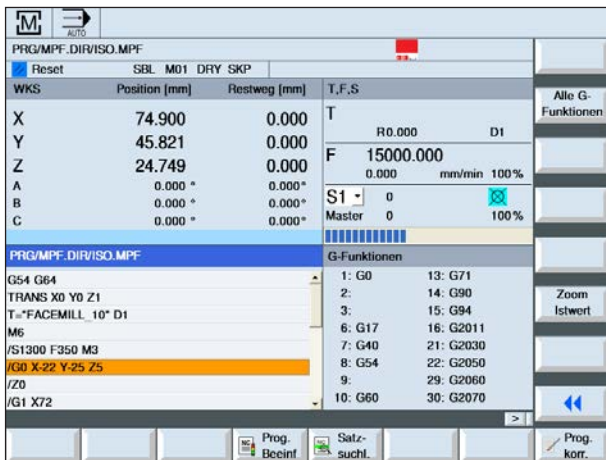 M
AUTO
PRG/MPF.DIR/ISO.MPF
Reset SBL M01 DRY SKP
WKS Position [mm] Restweg [mm]
X 74.900 0.000
Y 45.821 0.000
Z 24.749 0.000
A 0.000 ° 0.000°
B 0.000 ° 0.000°
C 0.000 ° 0.000°
T,F,S
T
R0.000 D1
F 15000.000
0.000 mm/min 100%
S1 0
Master 0 100%
Alle G-
Funktionen
PRG/MPF.DIR/ISO.MPF
G54 G64
TRANS X0 Y0 Z1
T="FACEMILL_10" D1
M6
/S1300 F350 M3
/G0 X-22 Y-25 Z5
/Z0
/G1 X72
G-Funktionen
1: G0 13: G71
2: 14: G90
3: 15: G94
6: G17 16: G2011
7: G40 21: G2030
8: G54 22: G2050
9: 29: G2060
10: G60 30: G2070
Zoom
Istwert
>
NC Prog.
Beeinf
NC Satz-
suchl.
Prog.
korr.